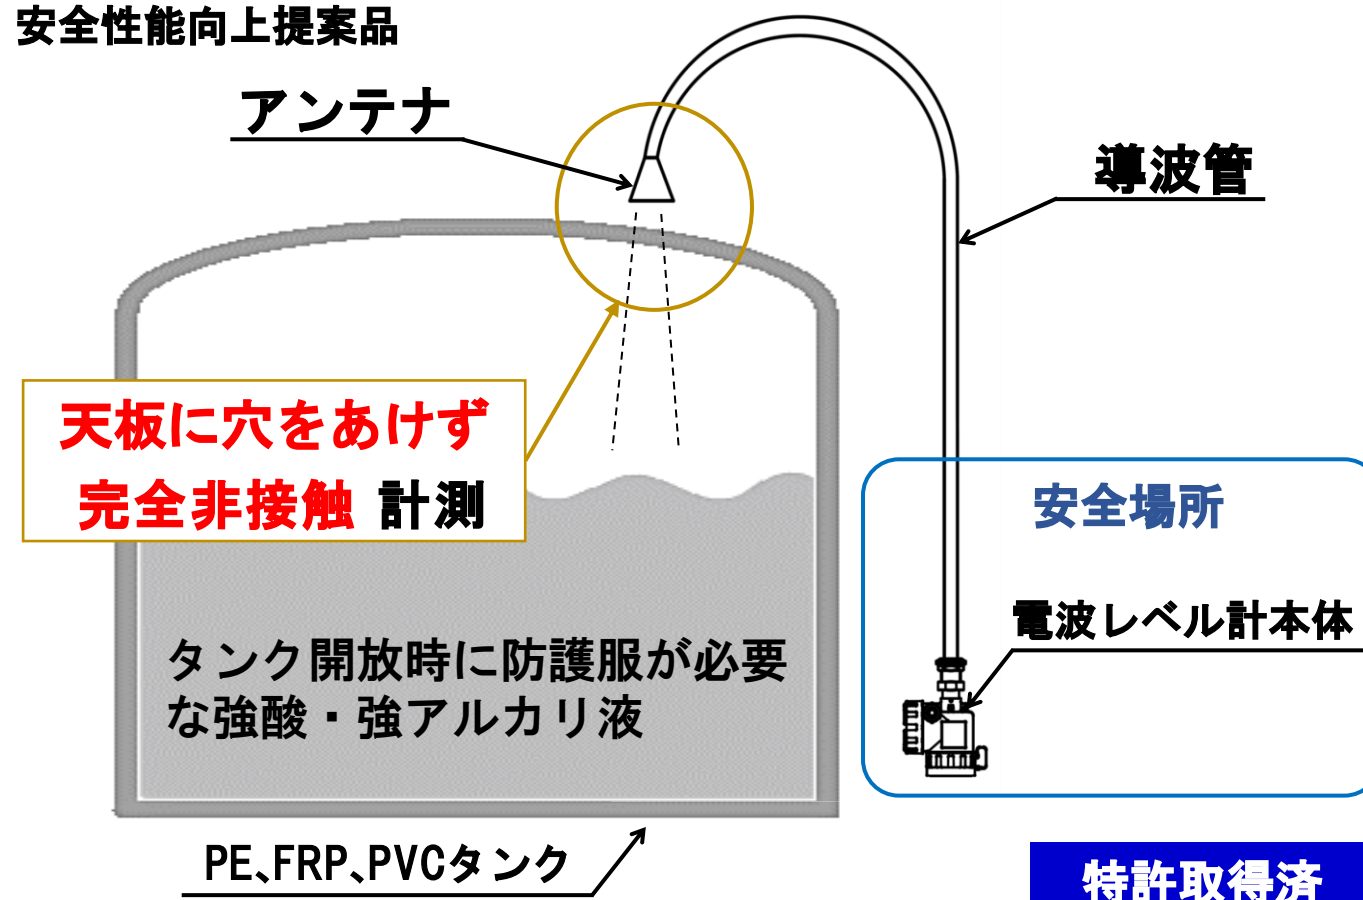 安全性能向上提案品
アンテナ
導波管
天板に穴をあけず
完全非接触 計測
安全場所
電波レベル計本体
タンク開放時に防護服が必要
な強酸・強アルカリ液
PE、FRP、PVCタンク
特許取得済